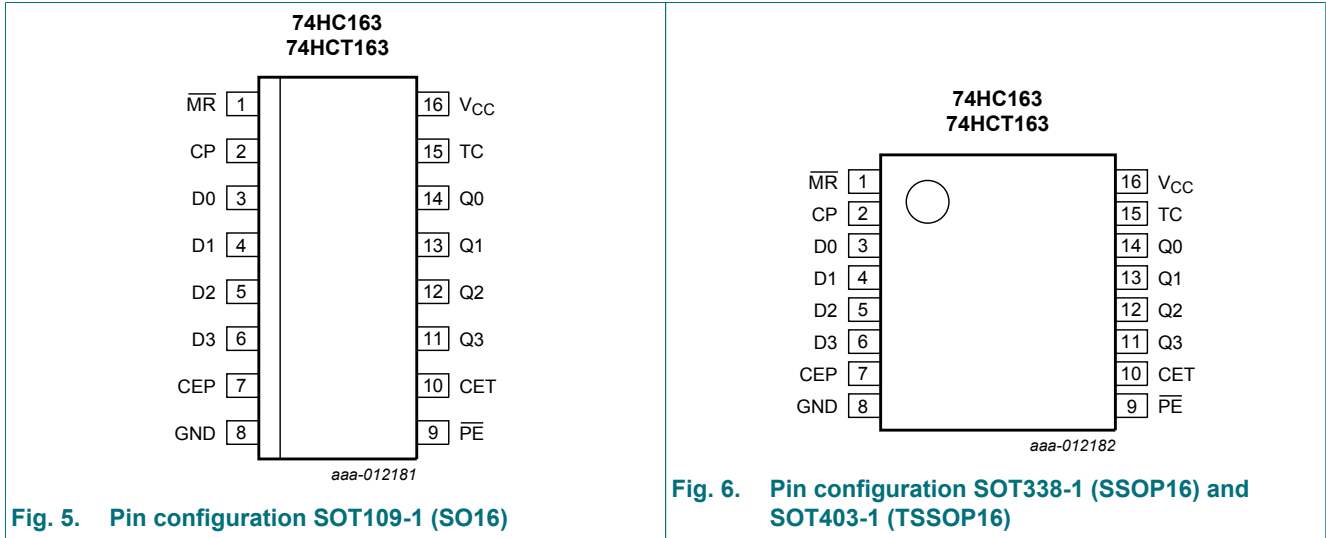 74HC163
74HCT163
MR 1
CP 2
D0 3
D1 4
D2 5
D3 6
CEP 7
GND 8
16 VCC
15 TC
14 Q0
13 Q1
12 Q2
11 Q3
10 CET
9 PE
aaa-012181
Fig. 5. Pin configuration SOT109-1 (SO16)
74HC163
74HCT163
MR 1
CP 2
D0 3
D1 4
D2 5
D3 6
CEP 7
GND 8
16 VCC
15 TC
14 Q0
13 Q1
12 Q2
11 Q3
10 CET
9 PE
aaa-012182
Fig. 6. Pin configuration SOT338-1 (SSOP16) and
SOT403-1 (TSSOP16)